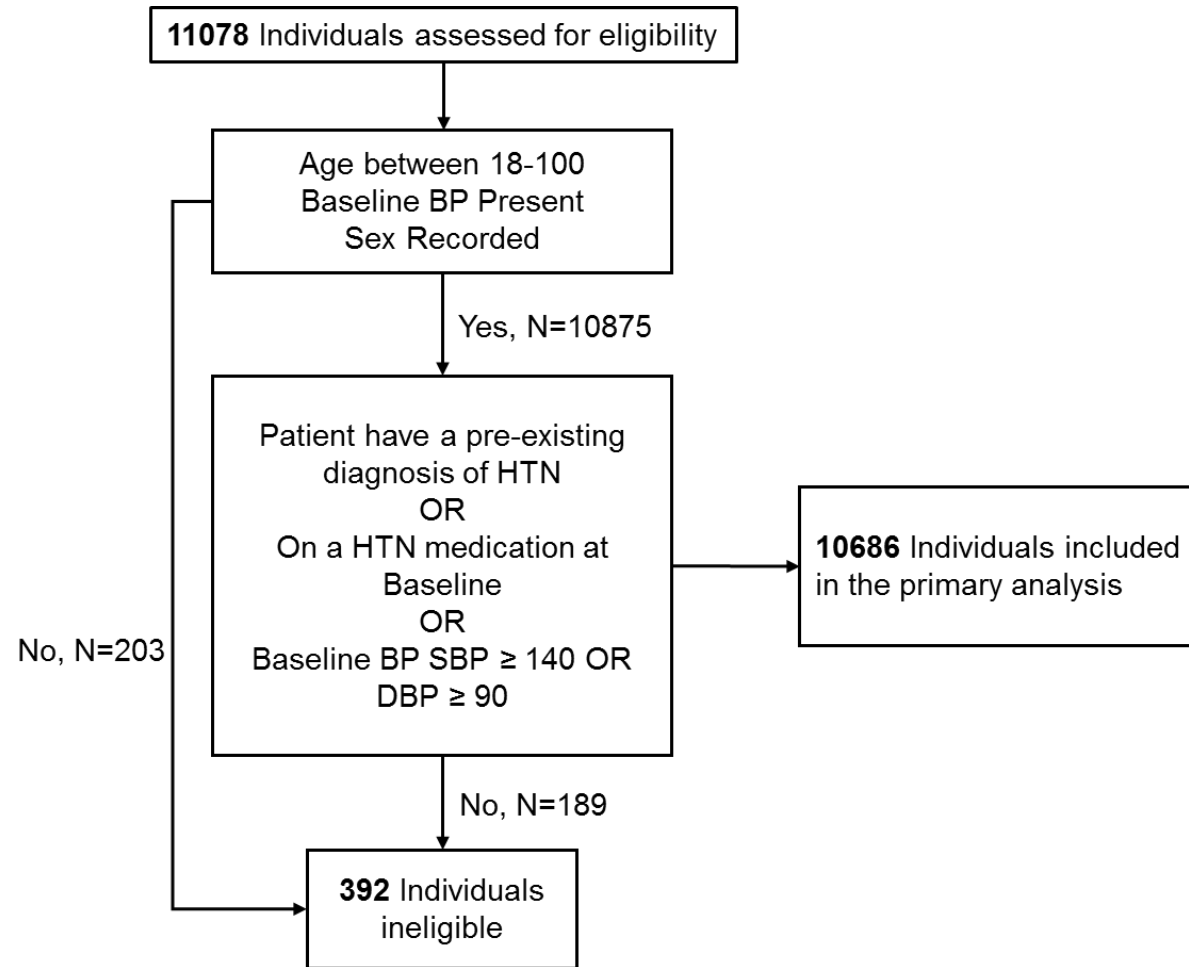 11078 Individuals assessed for eligibility
Age between 18-100
Baseline BP Present
Sex Recorded
Yes, N=10875
Patient have a pre-existing
diagnosis of HTN
OR
On a HTN medication at
Baseline
OR
Baseline BP SBP ≥ 140 OR
DBP ≥ 90
10686 Individuals included
in the primary analysis
No, N=203
No, N=189
392 Individuals
ineligible